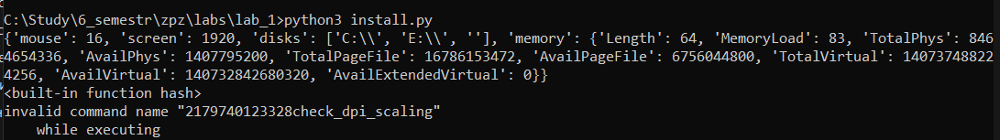 C:\Study\6_semestr\zpz\labs\lab_1>python3 install.py
{'mouse': 16, 'screen': 1920, 'disks': ['C:\\', 'E:\\', ''], 'memory': {'Length': 64, 'MemoryLoad': 83, 'TotalPhys': 846
4654336, 'AvailPhys': 1407795200, 'TotalPageFile': 16786153472, 'AvailPageFile': 6756044800, 'TotalVirtual': 14073748822
4256, 'AvailVirtual': 140732842680320, 'AvailExtendedVirtual': 0}}
<built-in function hash>
invalid command name "2179740123328check_dpi_scaling"
    while executing